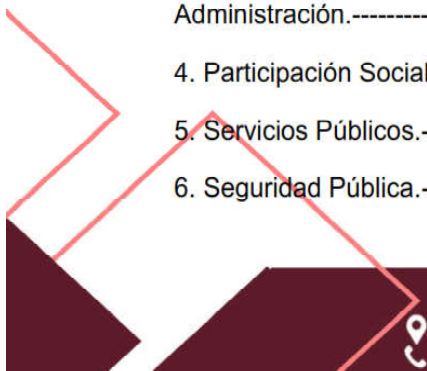 Administración.----------
4. Participación Social
5. Servicios Públicos.-
6. Seguridad Pública.-